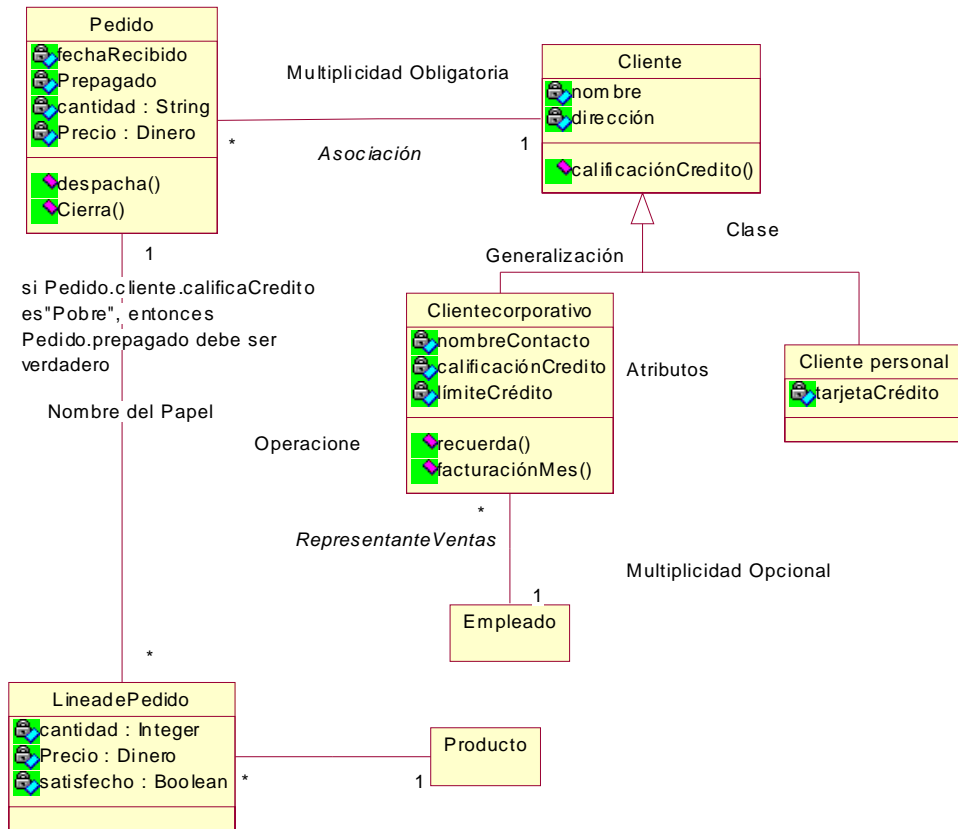 Pedido
fechaRecibido
Prepagado
cantidad : String
Precio : Dinero
despacha()
Cierra()
Multiplicidad Obligatoria
*
Asociación
1
Cliente
nombre
dirección
calificaciónCredito()
Clase
Generalización
1
si Pedido.cliente.calificaCredito
es"Pobre", entonces
Pedido.prepagado debe ser
verdadero
Nombre del Papel
Clientecorporativo
nombreContacto
calificaciónCredito
límiteCrédito
recuerda()
facturaciónMes()
Atributos
Operacione
Cliente personal
tarjetaCrédito
*
RepresentanteVentas
Multiplicidad Opcional
1
Empleado
*
LineadePedido
cantidad : Integer
Precio : Dinero
satisfecho : Boolean
*
1
Producto